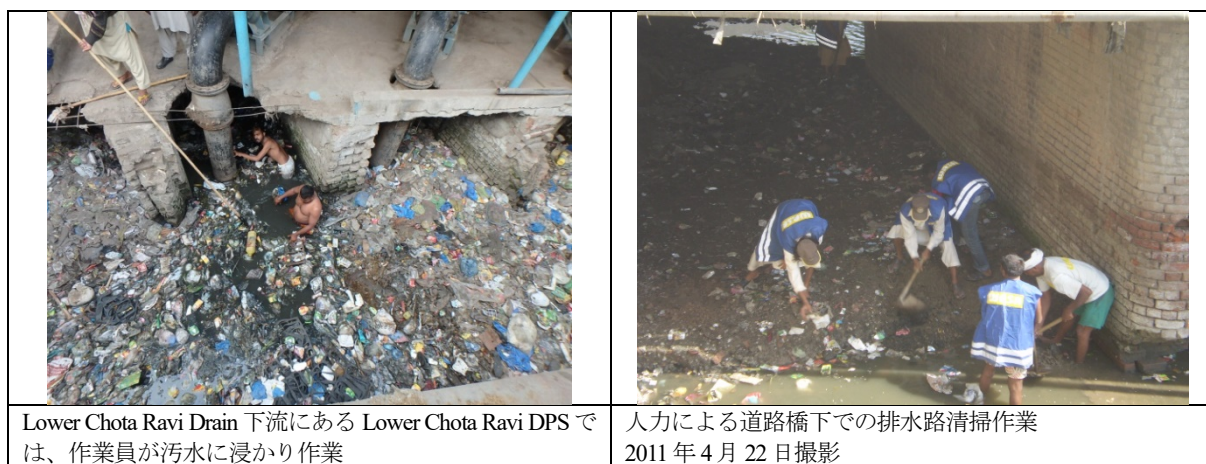 Lower Chota Ravi Drain 下流にある Lower Chota Ravi DPS で
は、作業員が汚水に浸かり作業
人力による道路橋下での排水路清掃作業
2011 年 4 月 22 日撮影